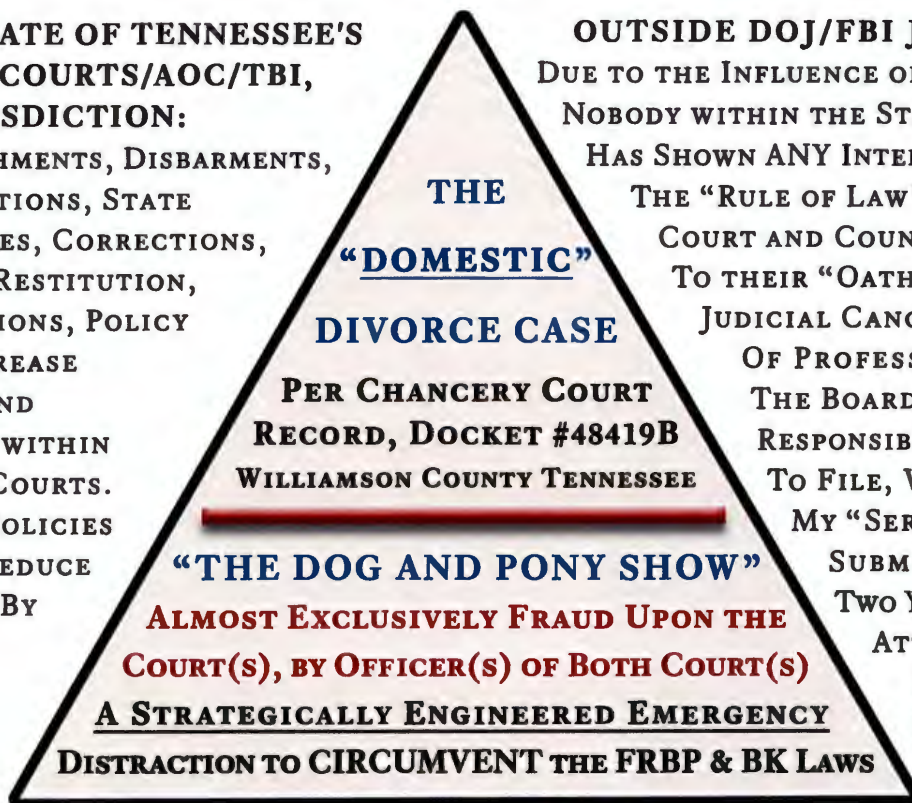 ATE OF TENNESSEE'S
COURTS/AOC/TBI,
SDICTION:
HMENTS, DISBARMENTS,
TIONS, STATE
ES, CORRECTIONS,
RESTITUTION,
IONS, POLICY
REASE
ND
WITHIN
COURTS.
OLICIES
EDUCE
BY
THE
“DOMESTIC”
DIVORCE CASE
PER CHANCERY COURT
RECORD, DOCKET #48419B
WILLIAMSON COUNTY TENNESSEE
“THE DOG AND PONY SHOW”
ALMOST EXCLUSIVELY FRAUD UPON THE
COURT(S), BY OFFICER(S) OF BOTH COURT(S)
A STRATEGICALLY ENGINEERED EMERGENCY
DISTRACTION TO CIRCUMVENT THE FRBP & BK LAWS
OUTSIDE DOJ/FBI J
DUE TO THE INFLUENCE O
NOBODY WITHIN THE ST
HAS SHOWN ANY INTE
THE “RULE OF LAW
COURT AND COUN
TO THEIR “OATH
JUDICIAL CANO
OF PROFESS
THE BOARD
RESPONSIB
TO FILE,
MY “SER
SUBM
TWO Y
AT